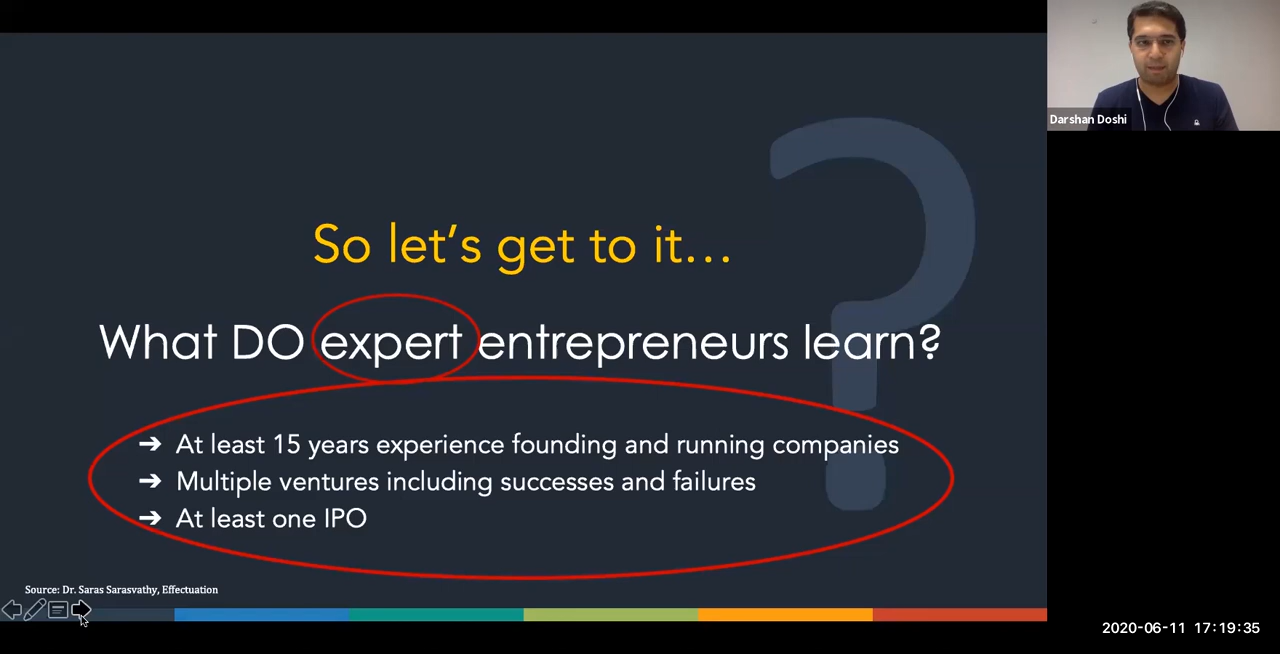 Darshan Doshi
So let's get to it...
What DO expert entrepreneurs learn?
➔ At least 15 years experience founding and running companies
➔ Multiple ventures including successes and failures
➔ At least one IPO
Source: Dr. Saras Sarasvathy, Effectuation
2020-06-11 17:19:35